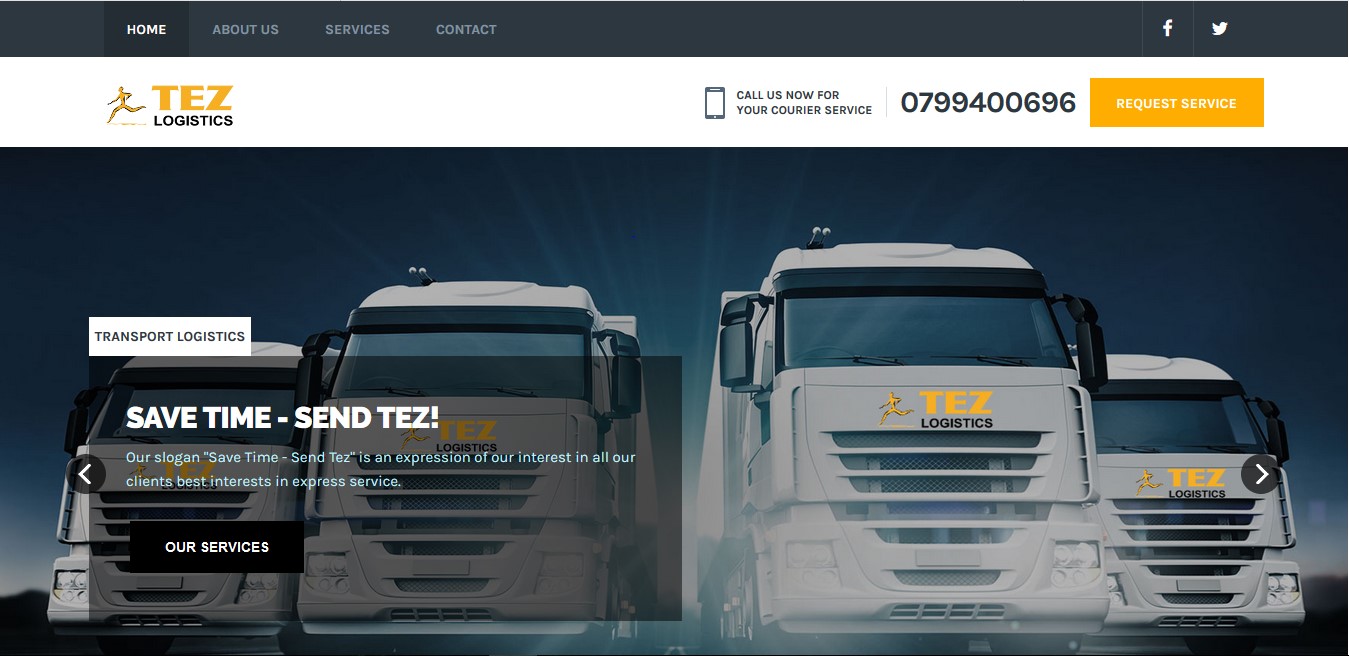 HOME ABOUT US SERVICES CONTACT
TEZ
LOGISTICS
CALL US NOW FOR
YOUR COURIER SERVICE
0799400696
REQUEST SERVICE
TRANSPORT LOGISTICS
SAVE TIME - SEND TEZ!
Our slogan "Save Time - Send Tez" is an expression of our interest in all our
clients best interests in express service.
OUR SERVICES
TEZ
TEZ
LOGISTICS
TEZ
LOGISTICS
TEZ
LOGISTICS